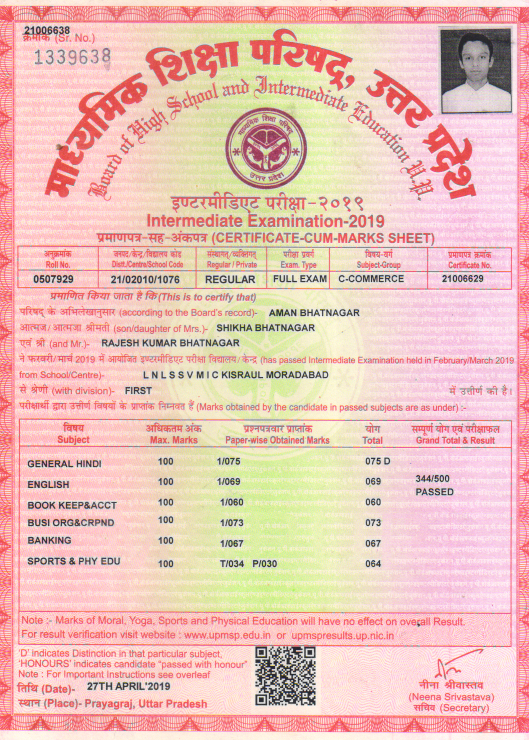 21006638
क्रमांक (Sr. No.)
1339638
माध्यमिक शिक्षा परिषद्, उत्तर प्रदेश
Board of High School and Intermediate Education U.P.
माध्यमिक शिक्षा परिषद्
उत्तर प्रदेश
इण्टरमीडिएट परीक्षा-२०१९
Intermediate Examination-2019
प्रमाणपत्र-सह-अंकपत्र (CERTIFICATE-CUM-MARKS SHEET)
अनुक्रमांक जनपद/केन्द्र/विद्यालय कोड संस्थागत/व्यक्तिगत परीक्षा प्रवर्ग विषय-वर्ग प्रमाणपत्र क्रमांक
Roll No. Distt./Centre/School Code Regular / Private Exam. Type Subject-Group Certificate No.
0507929 21/02010/1076 REGULAR FULL EXAM C-COMMERCE 21006629
प्रमाणित किया जाता है कि (This is to certify that)
परिषद् के अभिलेखानुसार (according to the Board's record)- AMAN BHATNAGAR
आत्मज/आत्मजा श्रीमती (son/daughter of Mrs.)- SHIKHA BHATNAGAR
एवं श्री (and Mr.)- RAJESH KUMAR BHATNAGAR
ने फरवरी/मार्च 2019 में आयोजित इण्टरमीडिएट परीक्षा विद्यालय/केन्द्र (has passed Intermediate Examination held in February/March 2019
from School/Centre)- L N L S S V M I C KISRAUL MORADABAD
से श्रेणी (with division)- FIRST में उत्तीर्ण की है।
परीक्षार्थी द्वारा उत्तीर्ण विषयों के प्राप्तांक निम्नवत हैं (Marks obtained by the candidate in passed subjects are as under) :-
विषय अधिकतम अंक प्रश्नपत्रवार प्राप्तांक योग सम्पूर्ण योग एवं परीक्षाफल
Subject Max. Marks Paper-wise Obtained Marks Total Grand Total & Result
GENERAL HINDI 100 1/075 075 D
ENGLISH 100 1/069 069 344/500
PASSED
BOOK KEEP&ACCT 100 1/060 060
BUSI ORG&CRPND 100 1/073 073
BANKING 100 1/067 067
SPORTS & PHY EDU 100 T/034 P/030 064
Note :- Marks of Moral, Yoga, Sports and Physical Education will have no effect on overall Result.
For result verification visit website : www.upmsp.edu.in or upmspresults.up.nic.in
'D' indicates Distinction in that particular subject,
'HONOURS' indicates candidate "passed with honour"
Note : For Important Instructions see overleaf
तिथि (Date)- 27TH APRIL'2019
स्थान (Place)- Prayagraj, Uttar Pradesh
नीना श्रीवास्तव
(Neena Srivastava)
सचिव (Secretary)